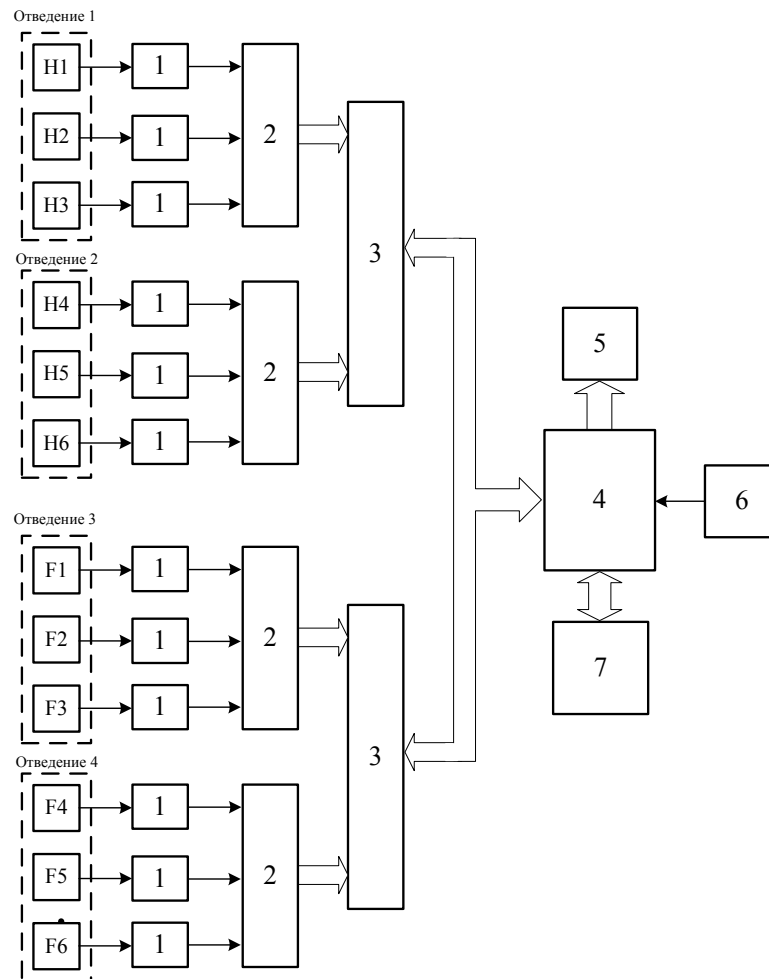 Отведение 1
H1 1
H2 1 2
H3 1
3
Отведение 2
H4 1
H5 1 2
H6 1
5
4 6
7
Отведение 3
F1 1
F2 1 2
F3 1
3
Отведение 4
F4 1
F5 1 2
F6 1